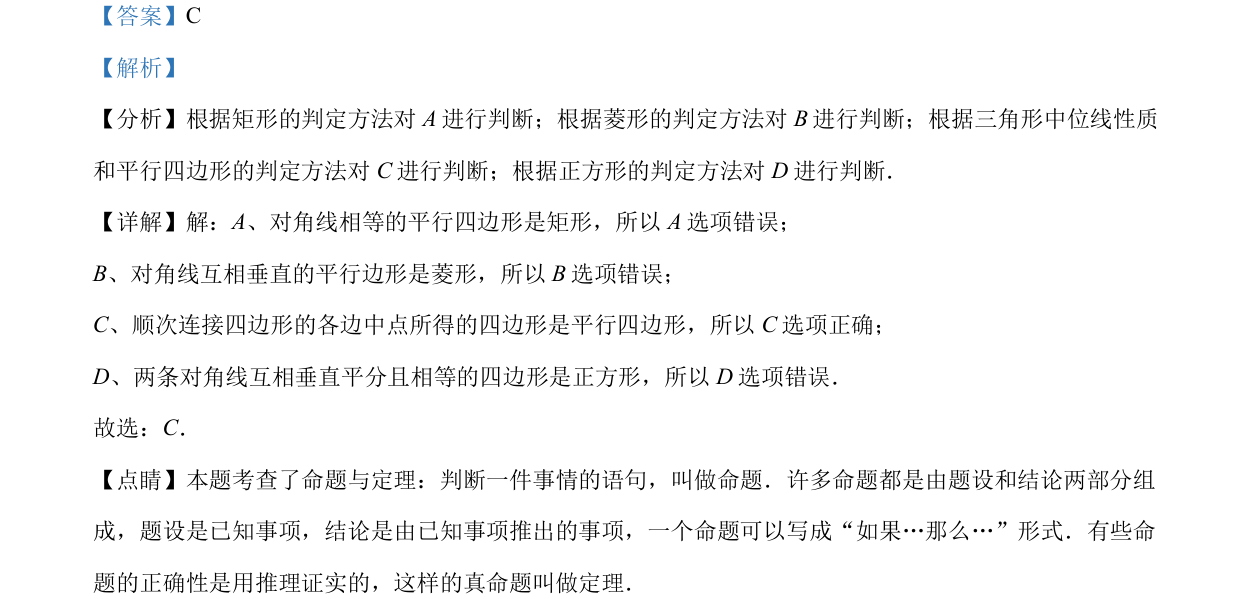 【答案】C
【解析】
【分析】根据矩形的判定方法对 A 进行判断；根据菱形的判定方法对 B 进行判断；根据三角形中位线性质
和平行四边形的判定方法对 C 进行判断；根据正方形的判定方法对 D 进行判断．
【详解】解：A、对角线相等的平行四边形是矩形，所以 A 选项错误；
B、对角线互相垂直的平行边形是菱形，所以 B 选项错误；
C、顺次连接四边形的各边中点所得的四边形是平行四边形，所以 C 选项正确；
D、两条对角线互相垂直平分且相等的四边形是正方形，所以 D 选项错误．
故选：C．
【点睛】本题考查了命题与定理：判断一件事情的语句，叫做命题．许多命题都是由题设和结论两部分组
成，题设是已知事项，结论是由已知事项推出的事项，一个命题可以写成“如果…那么…”形式．有些命
题的正确性是用推理证实的，这样的真命题叫做定理．